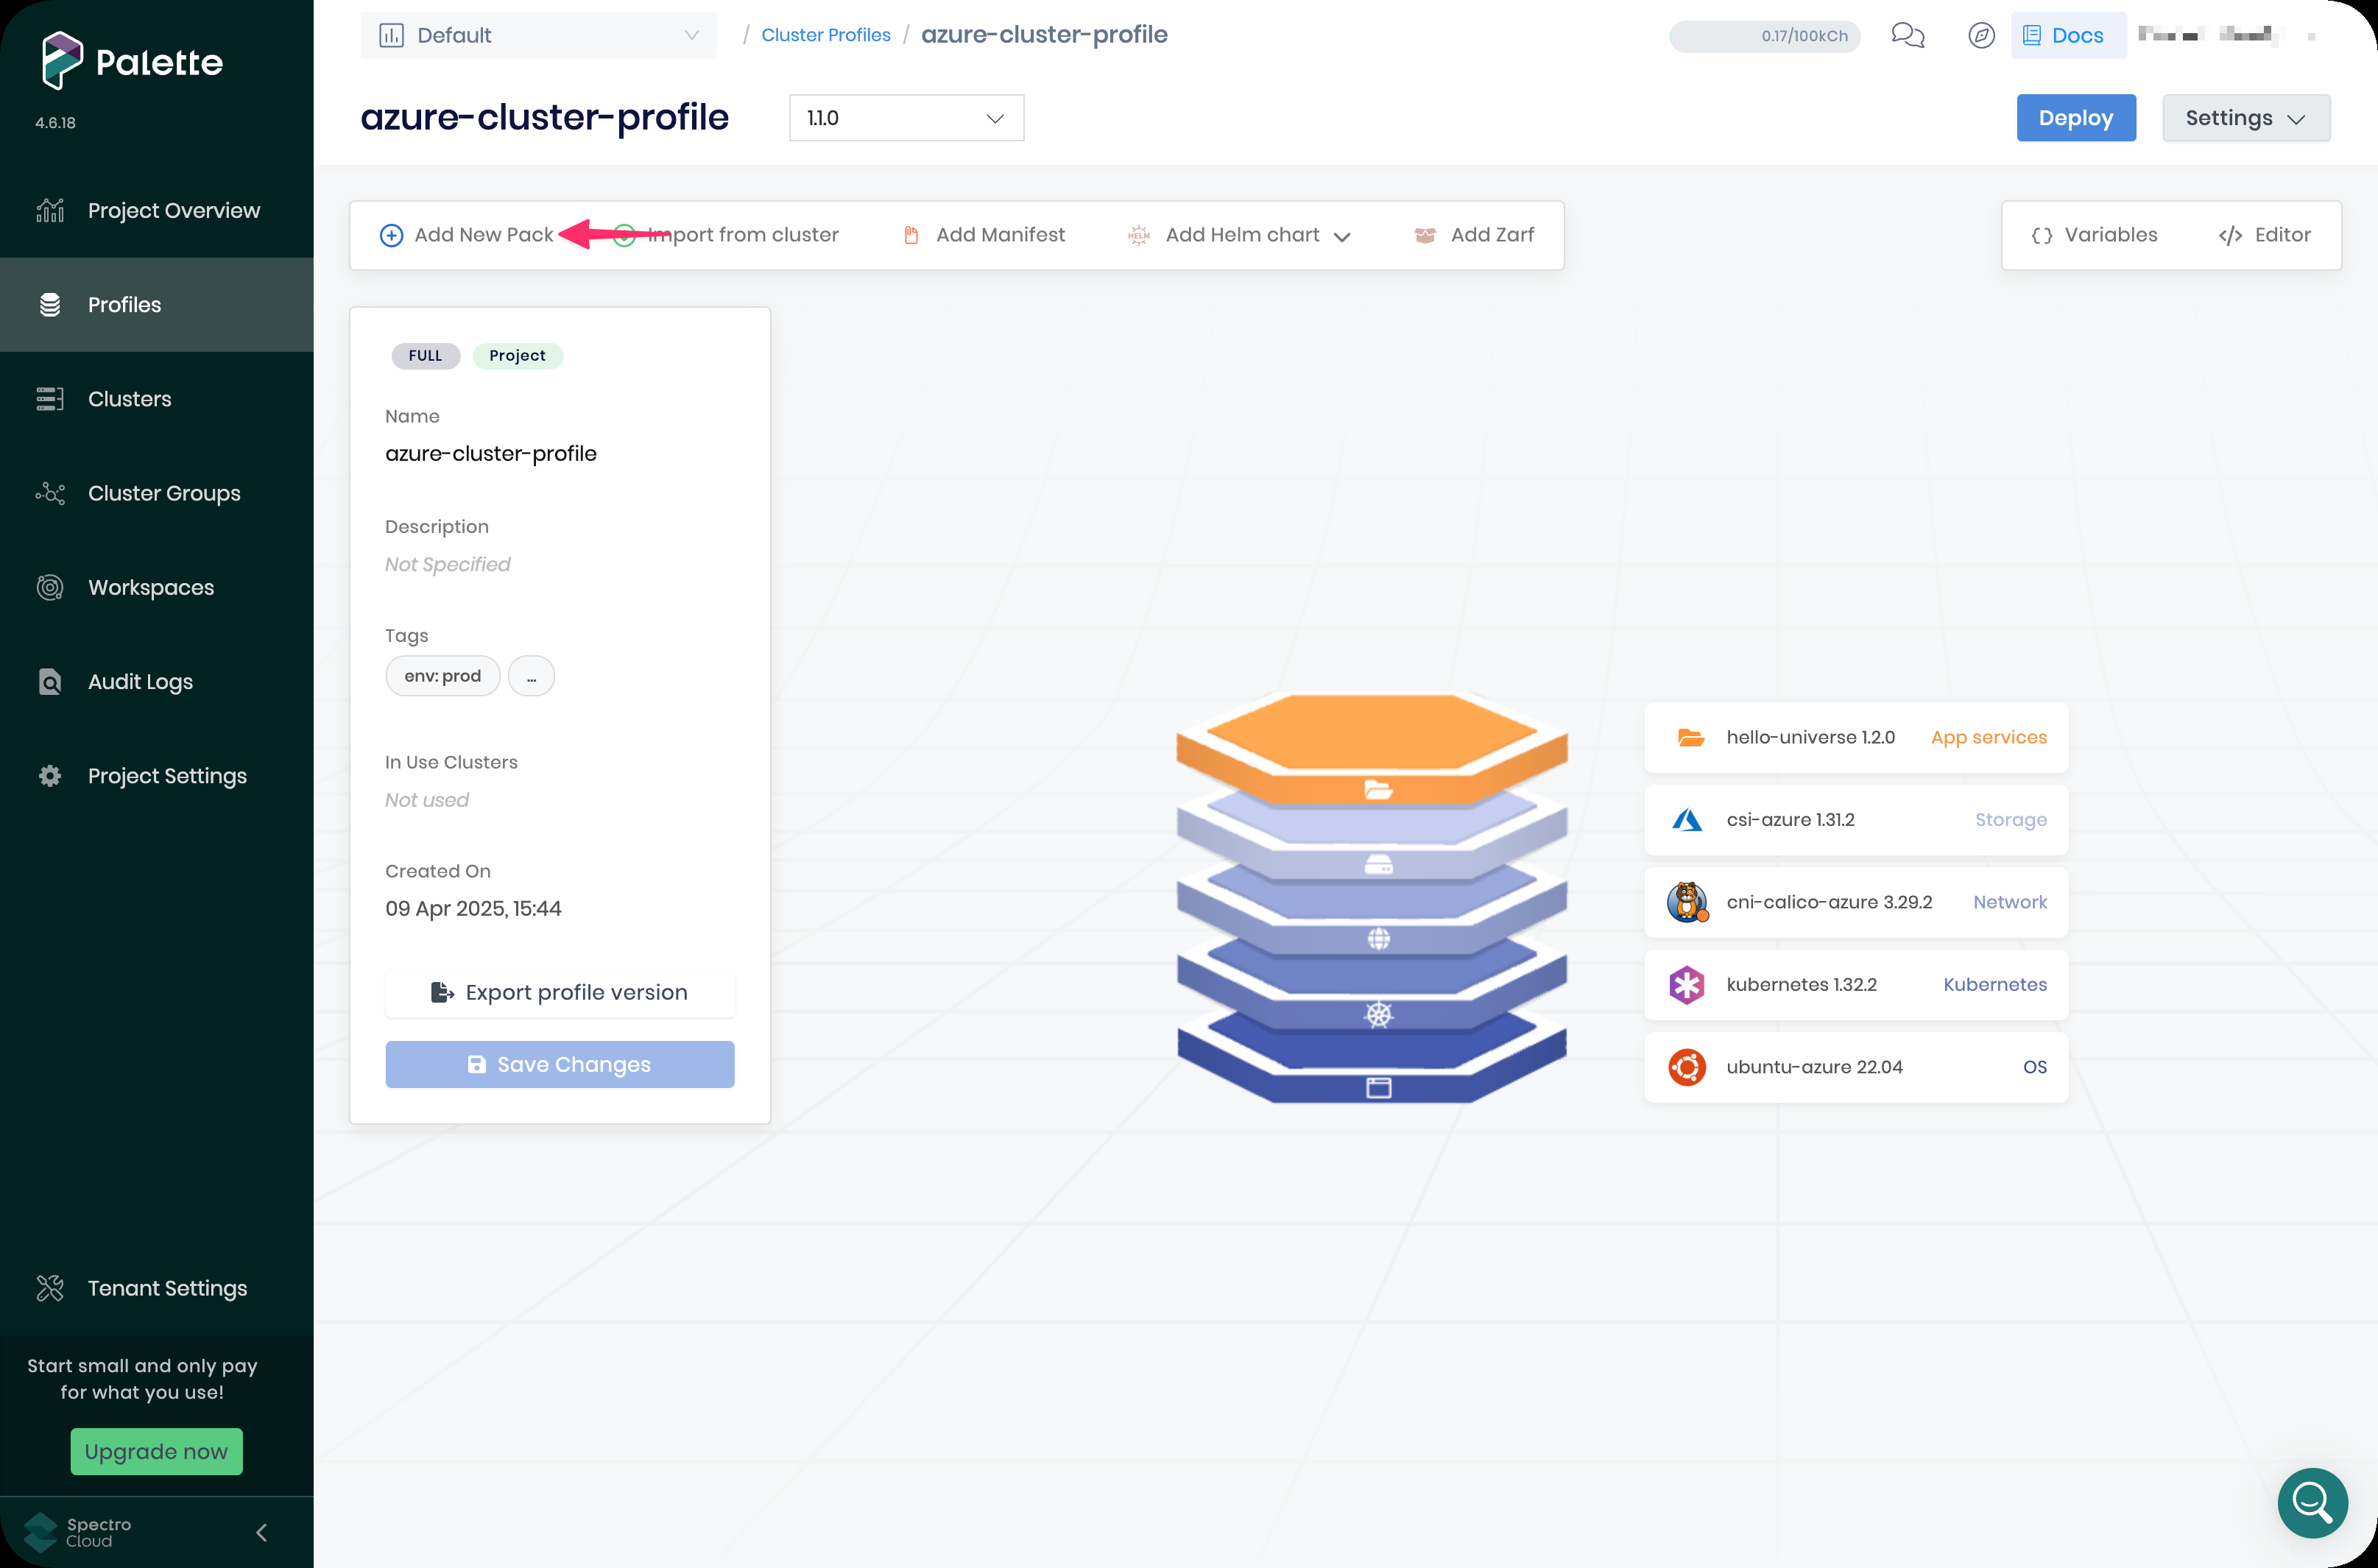 Palette
4.6.18
Project Overview
Profiles
Clusters
Cluster Groups
Workspaces
Audit Logs
Project Settings
Tenant Settings
Start small and only pay
for what you use!
Upgrade now
Spectro
Cloud
Default
/ Cluster Profiles / azure-cluster-profile
0.17/100kCh
Docs
azure-cluster-profile
1.1.0
Deploy
Settings
Add New Pack
Import from cluster
Add Manifest
HELM
Add Helm chart
Add Zarf
{} Variables
</> Editor
FULL
Project
Name
azure-cluster-profile
Description
Not Specified
Tags
env: prod
...
In Use Clusters
Not used
Created On
09 Apr 2025, 15:44
Export profile version
Save Changes
hello-universe 1.2.0 App services
csi-azure 1.31.2 Storage
cni-calico-azure 3.29.2 Network
kubernetes 1.32.2 Kubernetes
ubuntu-azure 22.04 OS